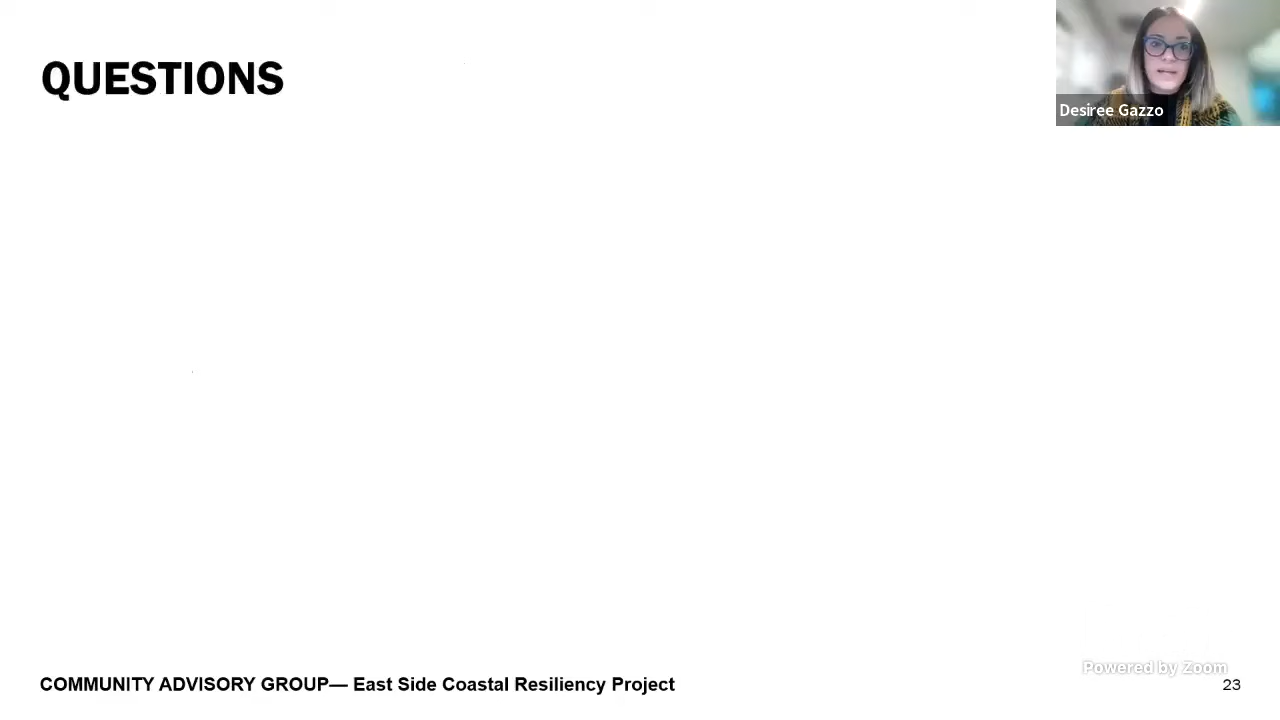 QUESTIONS
Desiree Gazzo
Powered by Zoom
COMMUNITY ADVISORY GROUP— East Side Coastal Resiliency Project
23